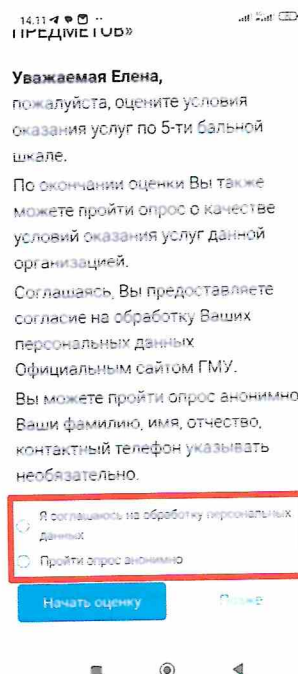 14.11
ПРЕДМЕТОВ»
Уважаемая Елена,
пожалуйста, оцените условия
оказания услуг по 5-ти бальной
шкале.
По окончании оценки Вы также
можете пройти опрос о качестве
условий оказания услуг данной
организацией.
Соглашаясь, Вы предоставляете
согласие на обработку Ваших
персональных данных
Официальным сайтом ГМУ.
Вы можете пройти опрос анонимно
Ваши фамилию, имя, отчество,
контактный телефон указывать
необязательно.
Я соглашаюсь на обработку персональных
данных
Пройти опрос анонимно
Начать оценку
Позже